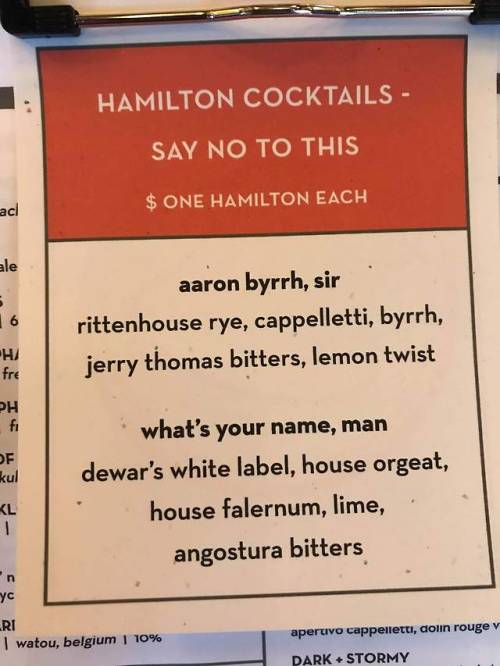 HAMILTON COCKTAILS -
SAY NO TO THIS
$ ONE HAMILTON EACH
aaron byrrh, sir
rittenhouse rye, cappelletti, byrrh,
jerry thomas bitters, lemon twist
what's your name, man
dewar's white label, house orgeat,
house falernum, lime,
angostura bitters
| watou, belgium | 10%
apertivo cappelletti, dolin rouge v
DARK + STORMY